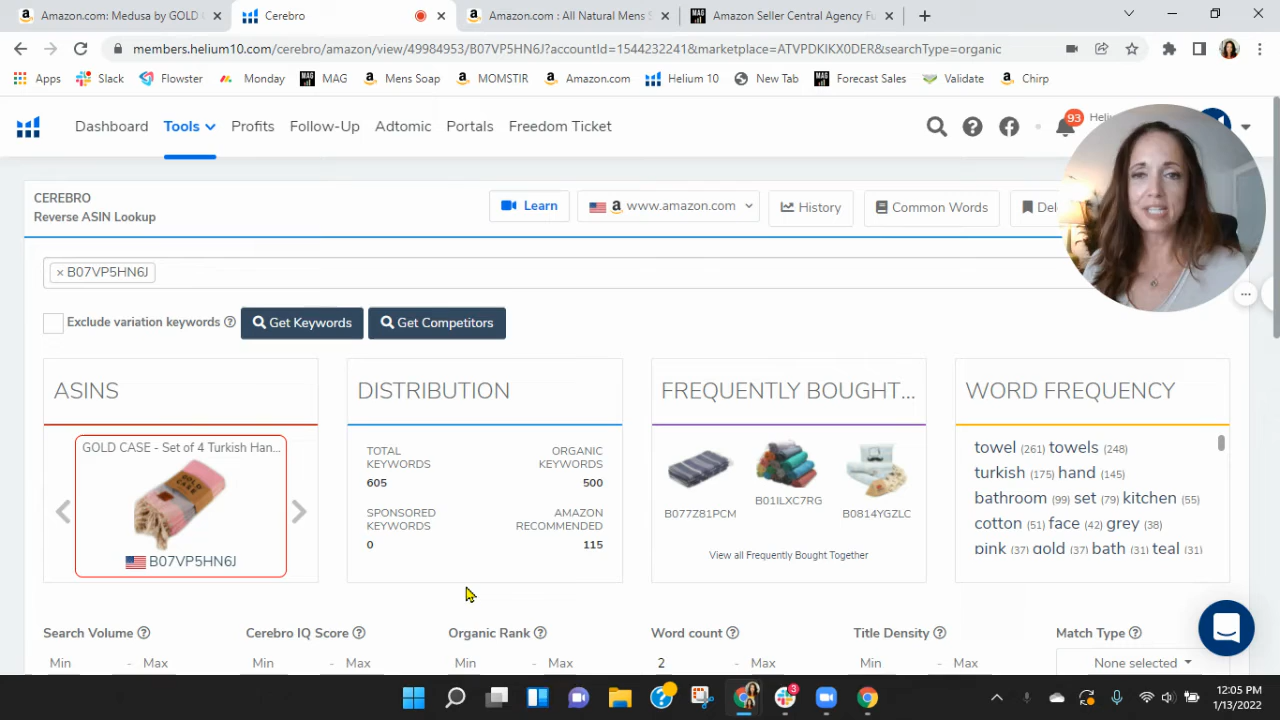 Amazon.com: Medusa by GOLD C
Cerebro
Amazon.com : All Natural Mens S
Amazon Seller Central Agency Fu
members.helium10.com/cerebro/amazon/view/49984953/B07VP5HN6J?accountId=1544232241&marketplace=ATVPDKIKX0DER&searchType=organic
Apps
Slack
Flowster
Monday
MAG
Mens Soap
MOMSTIR
Amazon.com
Helium 10
New Tab
Forecast Sales
Validate
Chirp
Dashboard
Tools
Profits
Follow-Up
Adtomic
Portals
Freedom Ticket
93
Heli
CEREBRO
Reverse ASIN Lookup
Learn
www.amazon.com
History
Common Words
Del
× B07VP5HN6J
Exclude variation keywords
Get Keywords
Get Competitors
ASINS
GOLD CASE - Set of 4 Turkish Han...
GOLD CASE
B07VP5HN6J
DISTRIBUTION
TOTAL KEYWORDS
605
ORGANIC KEYWORDS
500
SPONSORED KEYWORDS
0
AMAZON RECOMMENDED
115
FREQUENTLY BOUGHT...
B077Z81PCM
B01ILXC7RG
B0814YGZLC
View all Frequently Bought Together
WORD FREQUENCY
towel (261) towels (248)
turkish (175) hand (145)
bathroom (99) set (79) kitchen (55)
cotton (51) face (42) grey (38)
pink (37) gold (37) bath (31) teal (31)
Search Volume
Min - Max
Cerebro IQ Score
Min - Max
Organic Rank
Min - Max
Word count
2 - Max
Title Density
Min - Max
Match Type
None selected
3
12:05 PM
1/13/2022